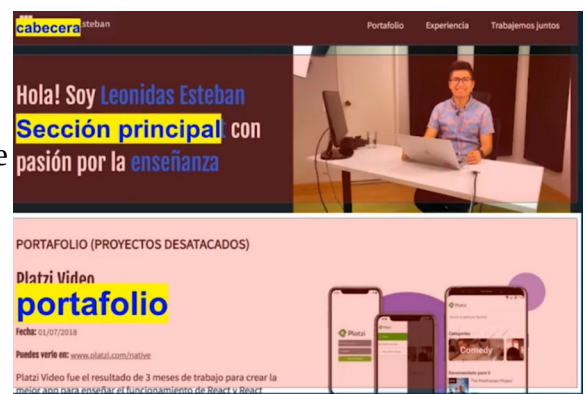 cabecera steban
Portafolio Experiencia Trabajemos juntos
Hola! Soy Leonidas Esteban
Sección principal con
e
pasión por la enseñanza
PORTAFOLIO (PROYECTOS DESATACADOS)
Platzi Video
portafolio
Fecha: 01/07/2018
Puedes verlo en: www.platzi.com/native
Platzi Video fue el resultado de 3 meses de trabajo para crear la
mejor app para enseñar el funcionamiento de React y React
Platzi
Platzi
Categorías
Comedy